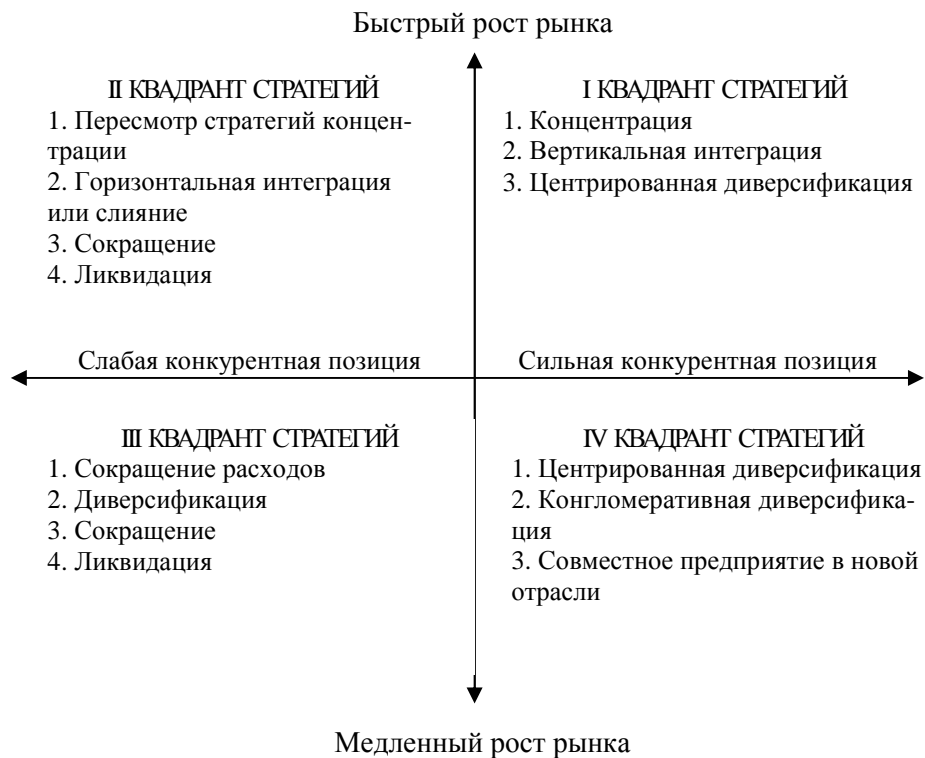 Быстрый рост рынка
II КВАДРАНТ СТРАТЕГИЙ
1. Пересмотр стратегий концен-
трации
2. Горизонтальная интеграция
или слияние
3. Сокращение
4. Ликвидация
I КВАДРАНТ СТРАТЕГИЙ
1. Концентрация
2. Вертикальная интеграция
3. Центрированная диверсификация
Слабая конкурентная позиция
Сильная конкурентная позиция
III КВАДРАНТ СТРАТЕГИЙ
1. Сокращение расходов
2. Диверсификация
3. Сокращение
4. Ликвидация
IV КВАДРАНТ СТРАТЕГИЙ
1. Центрированная диверсификация
2. Конгломеративная диверсифика-
ция
3. Совместное предприятие в новой
отрасли
Медленный рост рынка